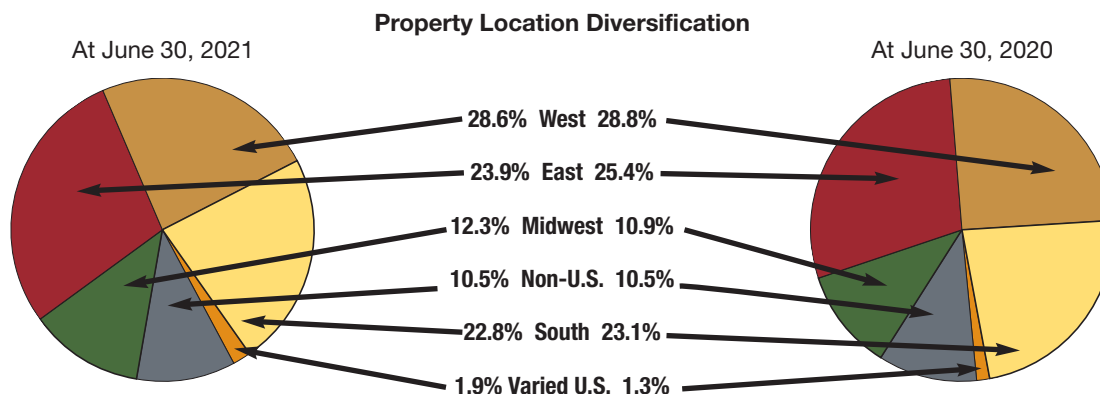 Property Location Diversification
At June 30, 2021
At June 30, 2020
28.6% West 28.8%
23.9% East 25.4%
12.3% Midwest 10.9%
10.5% Non-U.S. 10.5%
22.8% South 23.1%
1.9% Varied U.S. 1.3%